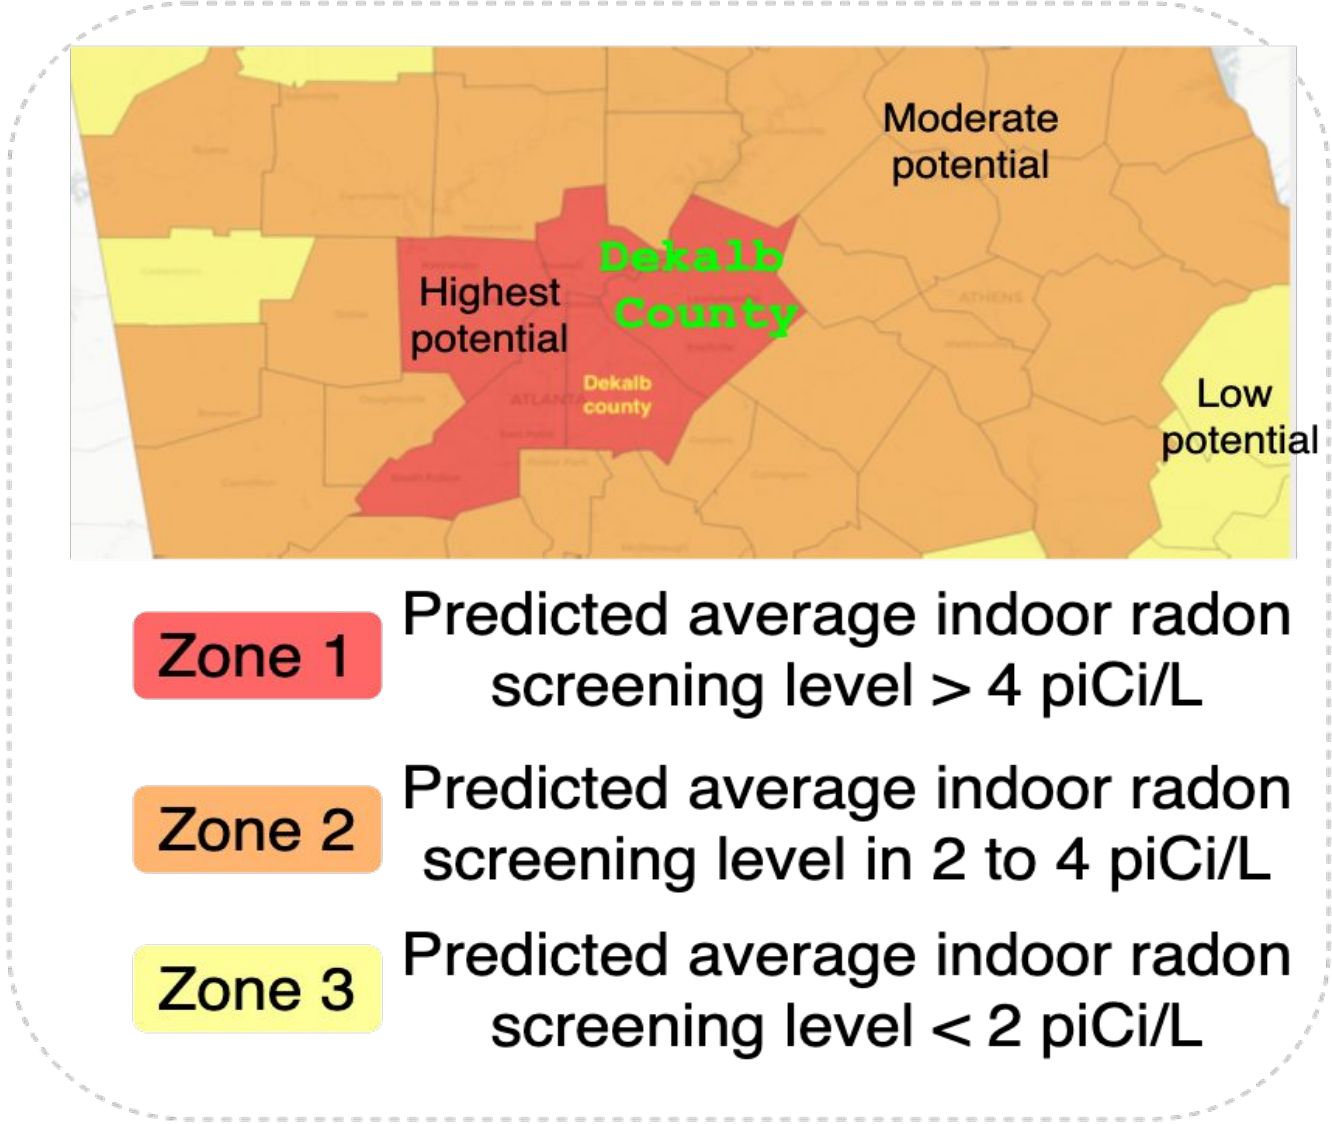 Moderate
potential
Dekalb
County
Highest
potential
ATHENS
Dekalb
county
ATLANTA
Low
potential
Zone 1
Predicted average indoor radon
screening level > 4 piCi/L
Zone 2
Predicted average indoor radon
screening level in 2 to 4 piCi/L
Zone 3
Predicted average indoor radon
screening level < 2 piCi/L